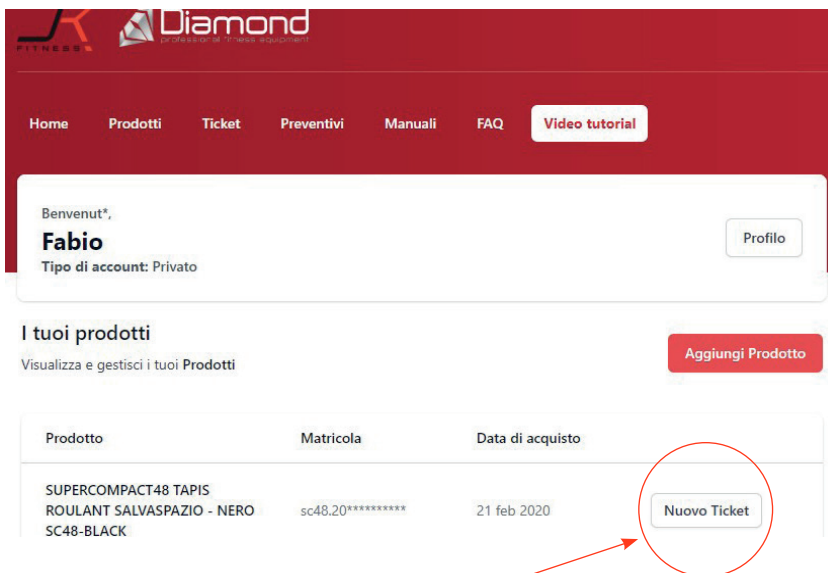 JK
FITNESS
Diamond
professional fitness equipment
Home Prodotti Ticket Preventivi Manuali FAQ Video tutorial
Benvenut*,
Fabio
Tipo di account: Privato
Profilo
I tuoi prodotti
Visualizza e gestisci i tuoi Prodotti
Aggiungi Prodotto
Prodotto Matricola Data di acquisto
SUPERCOMPACT48 TAPIS
ROULANT SALVASPAZIO - NERO
SC48-BLACK
sc48.20********** 21 feb 2020 Nuovo Ticket